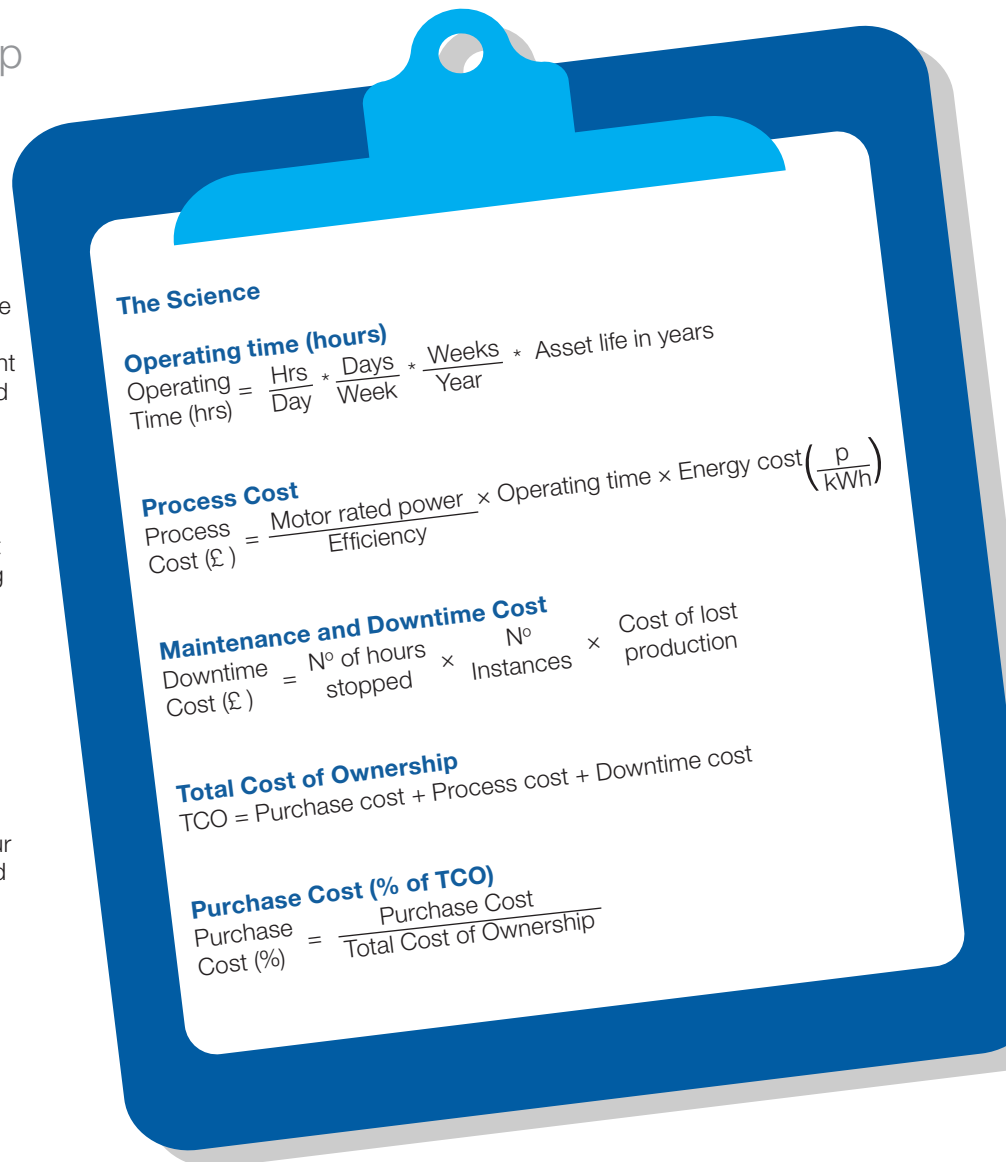 p
e
nt
d
g
ur
d
The Science
Operating time (hours)
Operating Time (hrs) = Hrs/Day * Days/Week * Weeks/Year * Asset life in years
Process Cost
Process Cost (£ ) = Motor rated power/Efficiency × Operating time × Energy cost(p/kWh)
Maintenance and Downtime Cost
Downtime Cost (£ ) = Nº of hours stopped × Nº Instances × Cost of lost production
Total Cost of Ownership
TCO = Purchase cost + Process cost + Downtime cost
Purchase Cost (% of TCO)
Purchase Cost (%) = Purchase Cost/Total Cost of Ownership